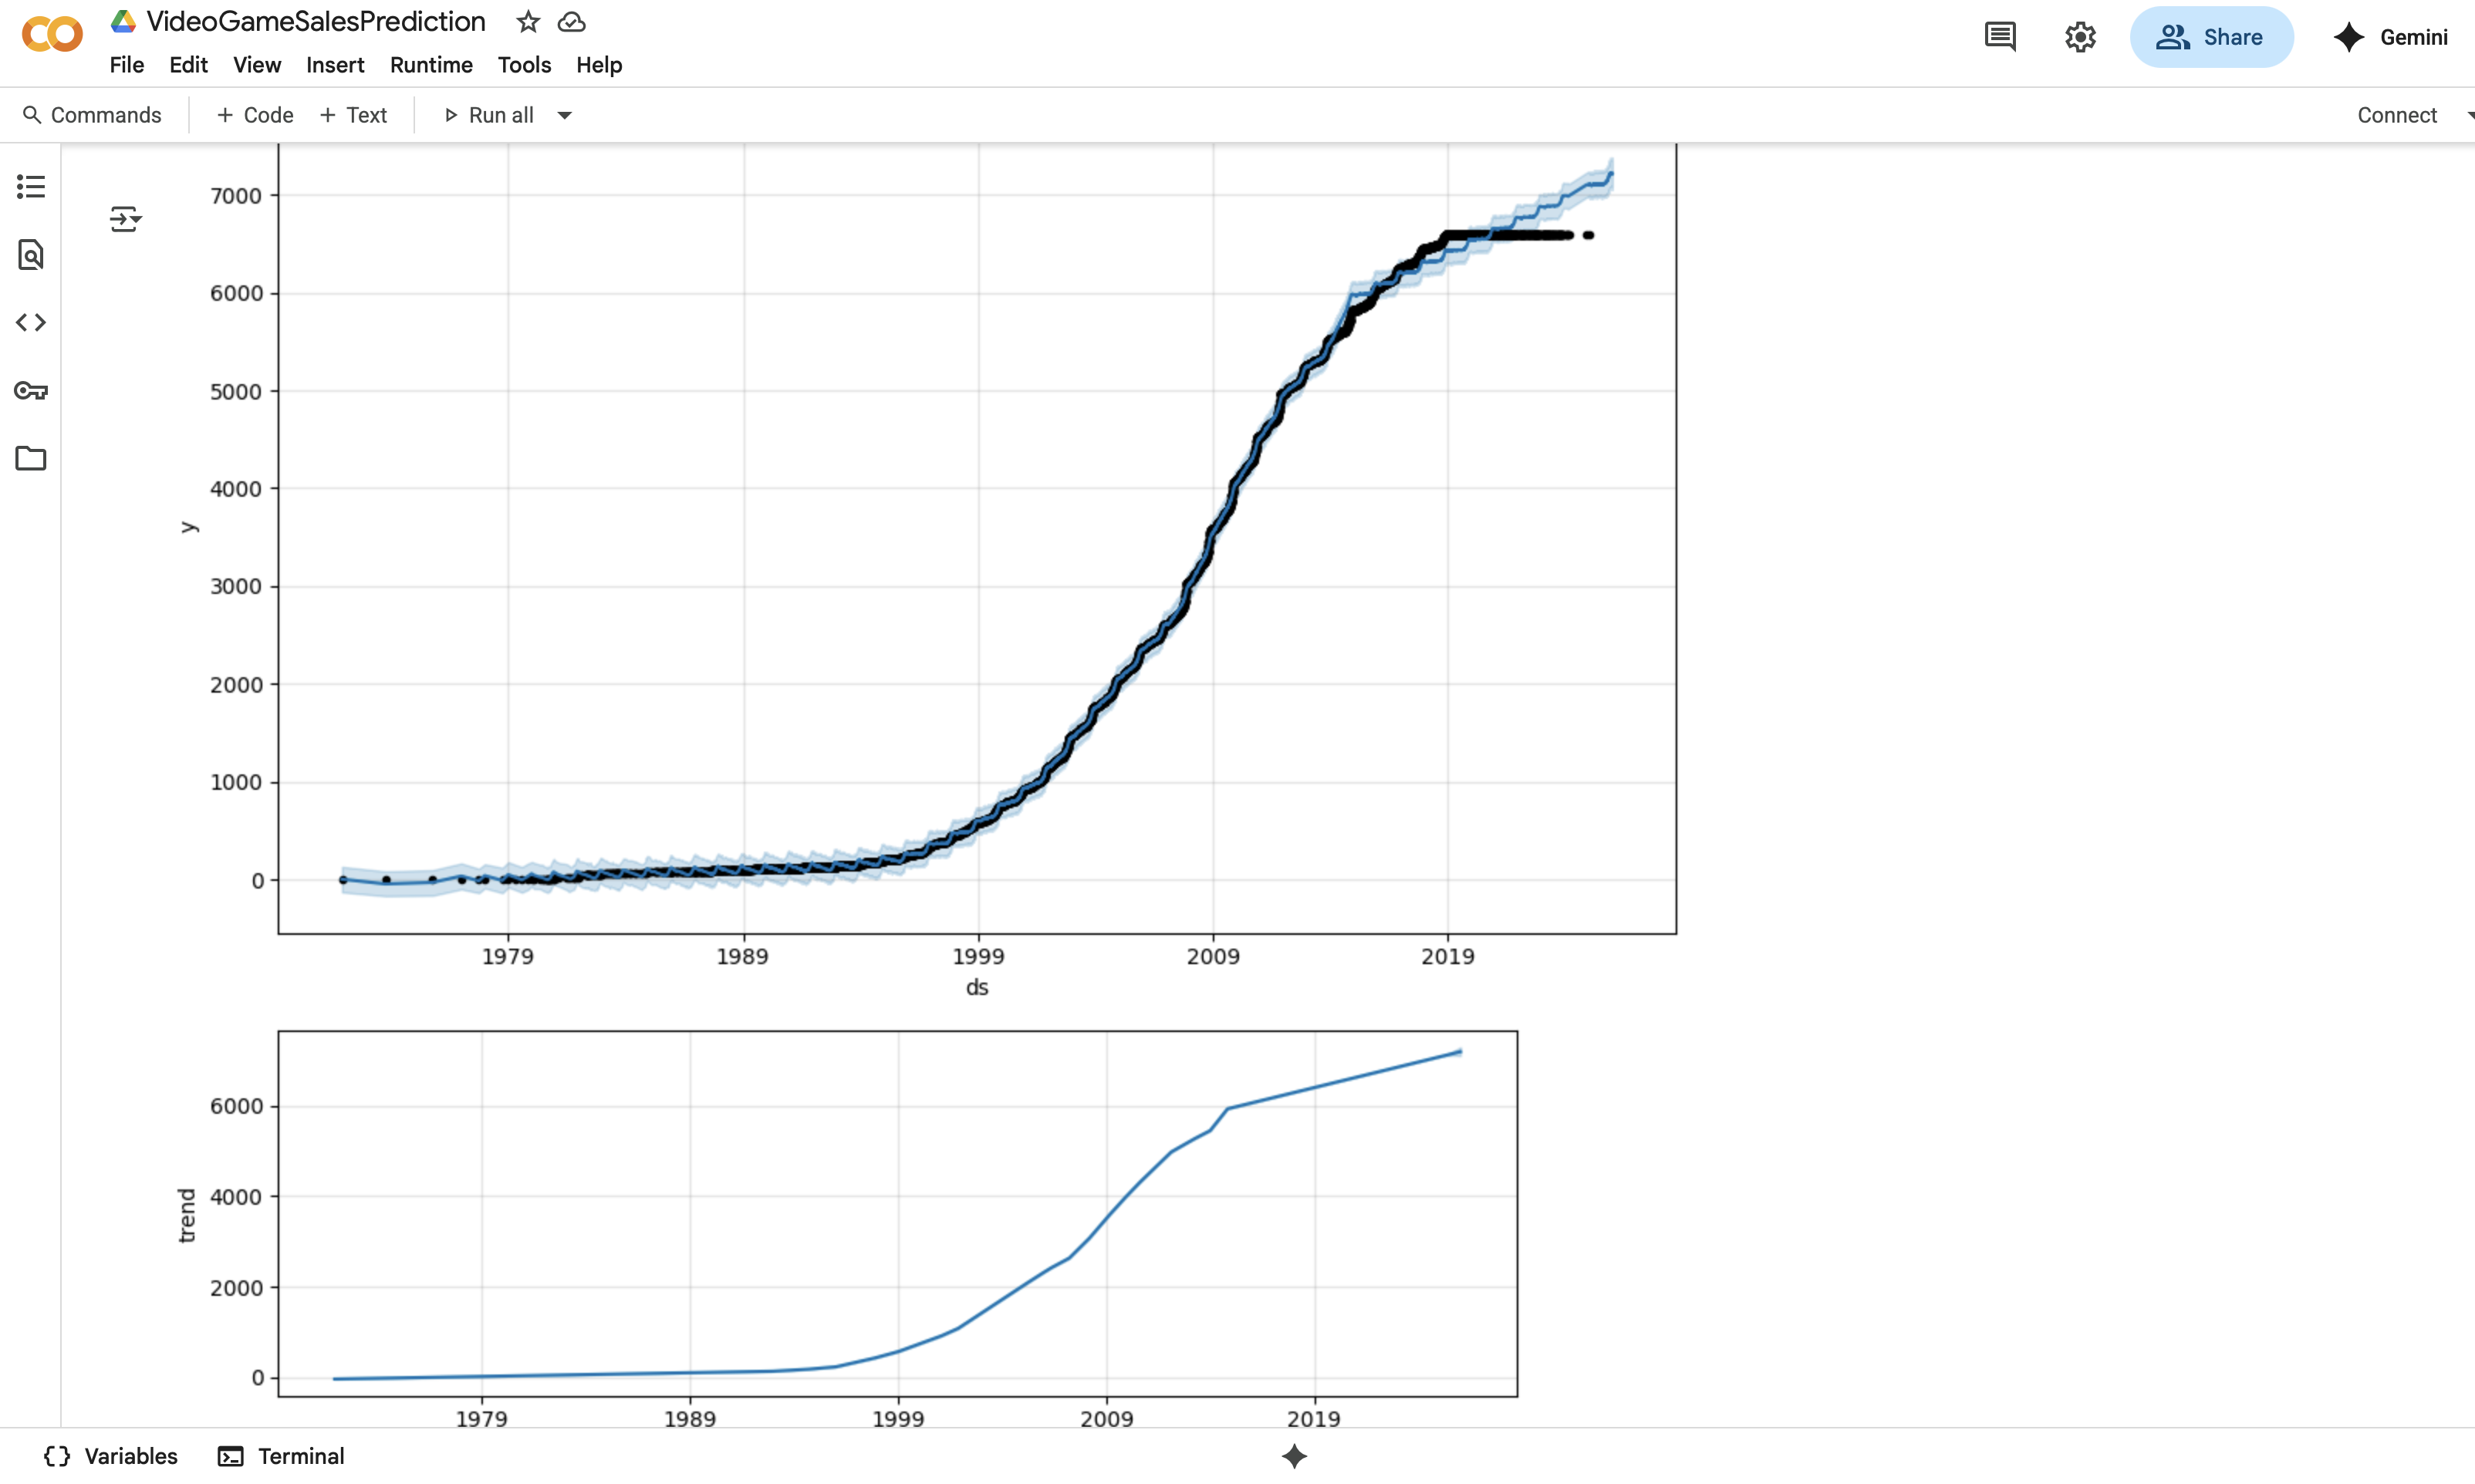 VideoGameSalesPrediction
File Edit View Insert Runtime Tools Help
Share
Gemini
Commands + Code + Text Run all
Connect
7000
6000
5000
4000
3000
2000
1000
0
y
1979 1989 1999 2009 2019
ds
6000
4000
2000
0
trend
1979 1989 1999 2009 2019
{} Variables Terminal